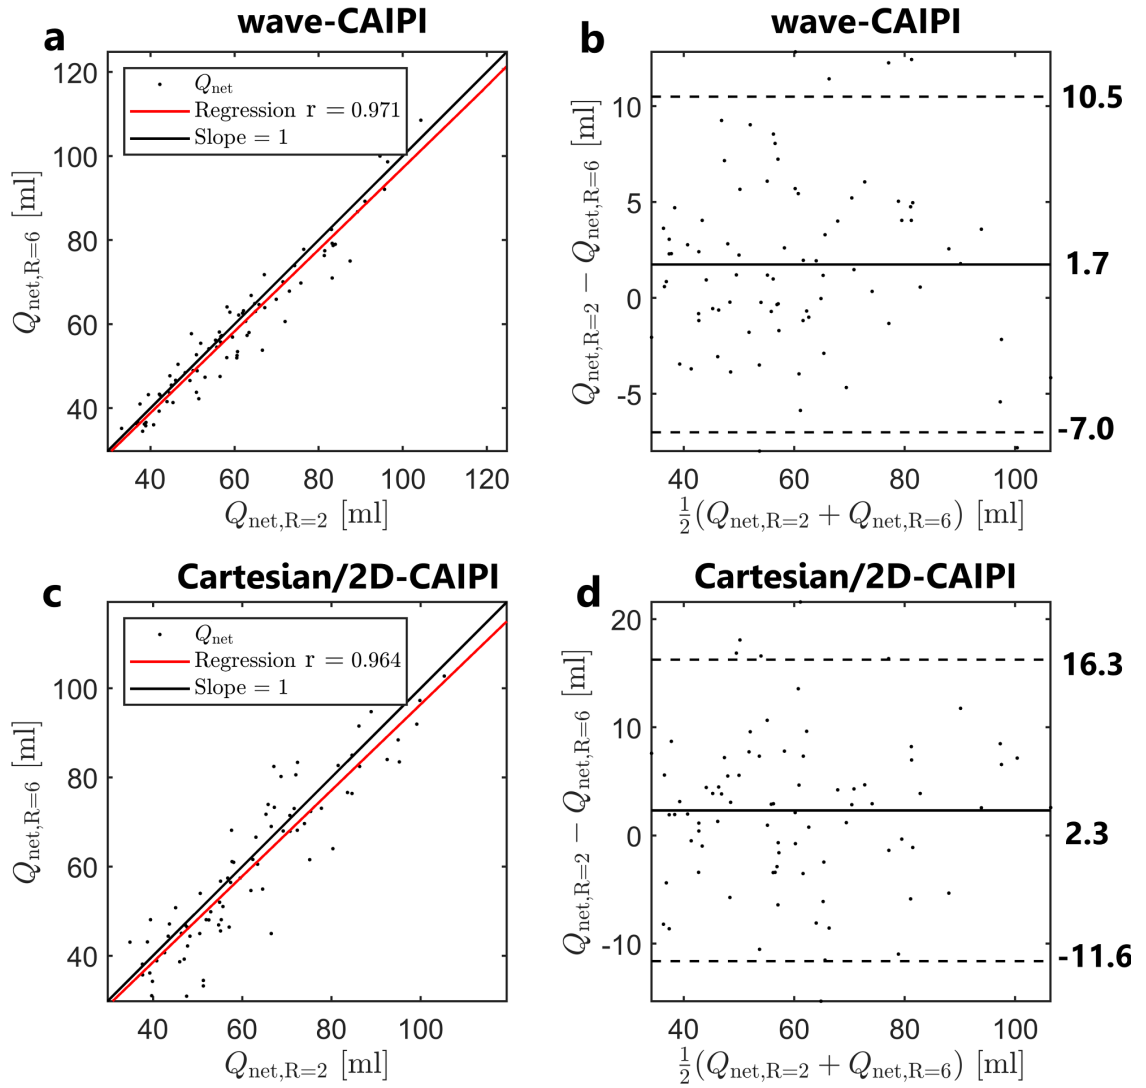 wave-CAIPI
a
120
100
80
60
40
Q_net,R=6 [ml]
Q_net
Regression r = 0.971
Slope = 1
40 60 80 100 120
Q_net,R=2 [ml]
wave-CAIPI
b
10
5
0
-5
Q_net,R=2 − Q_net,R=6 [ml]
10.5
1.7
-7.0
40 60 80 100
½(Q_net,R=2 + Q_net,R=6) [ml]
Cartesian/2D-CAIPI
c
100
80
60
40
Q_net,R=6 [ml]
Q_net
Regression r = 0.964
Slope = 1
40 60 80 100
Q_net,R=2 [ml]
Cartesian/2D-CAIPI
d
20
10
0
-10
Q_net,R=2 − Q_net,R=6 [ml]
16.3
2.3
-11.6
40 60 80 100
½(Q_net,R=2 + Q_net,R=6) [ml]